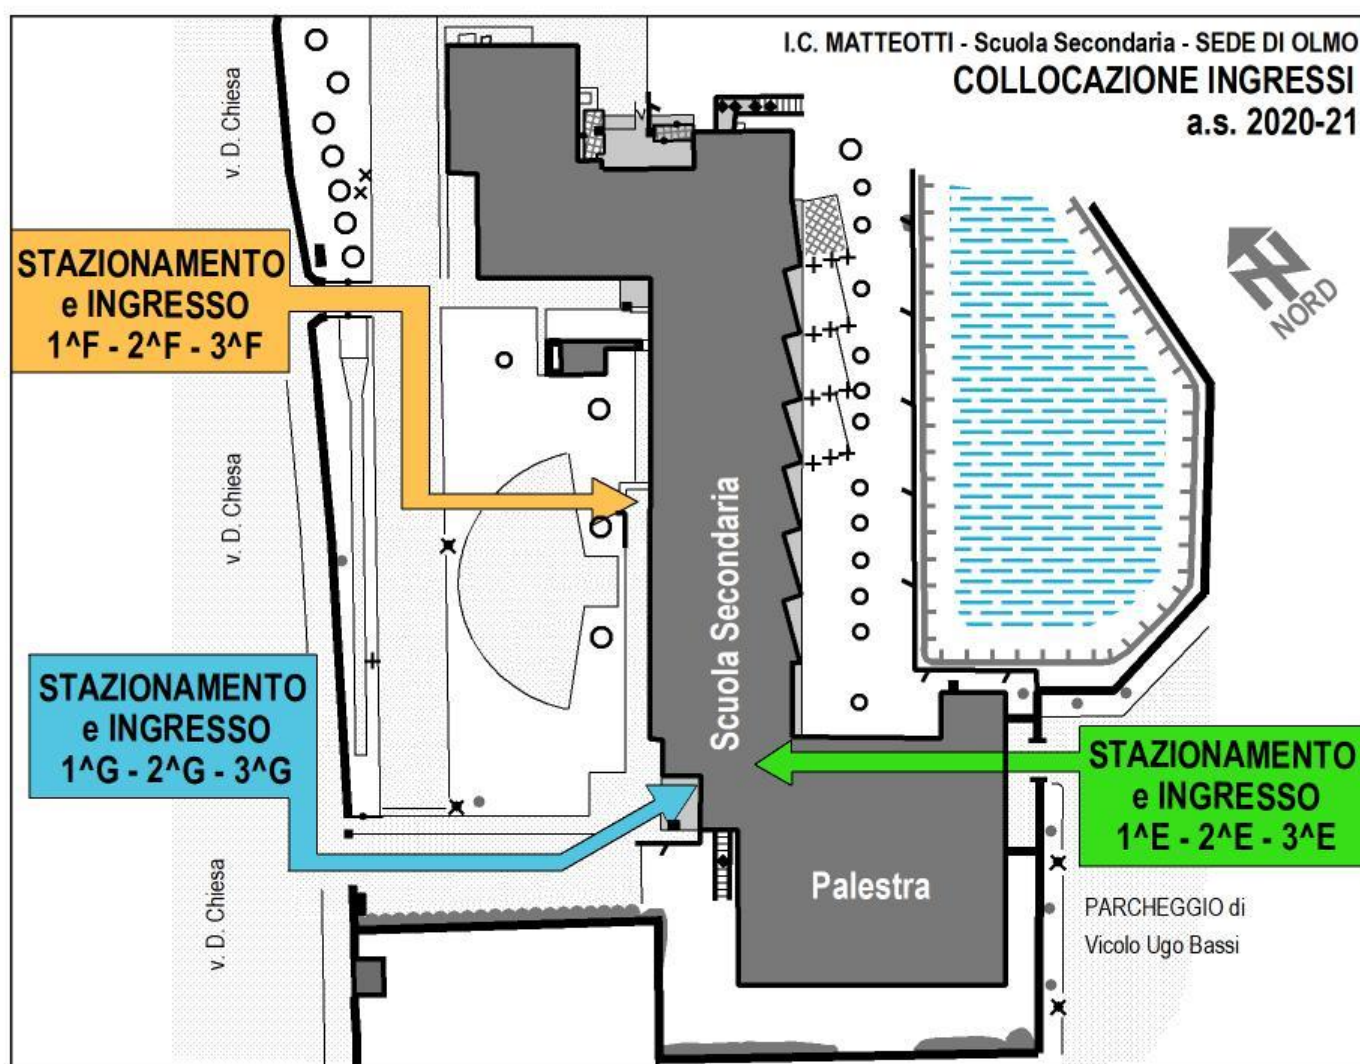 I.C. MATTEOTTI - Scuola Secondaria - SEDE DI OLMO
COLLOCAZIONE INGRESSI
a.s. 2020-21
v. D. Chiesa
NORD
STAZIONAMENTO
e INGRESSO
1^F - 2^F - 3^F
v. D. Chiesa
Scuola Secondaria
STAZIONAMENTO
e INGRESSO
1^G - 2^G - 3^G
STAZIONAMENTO
e INGRESSO
1^E - 2^E - 3^E
v. D. Chiesa
Palestra
PARCHEGGIO di
Vicolo Ugo Bassi